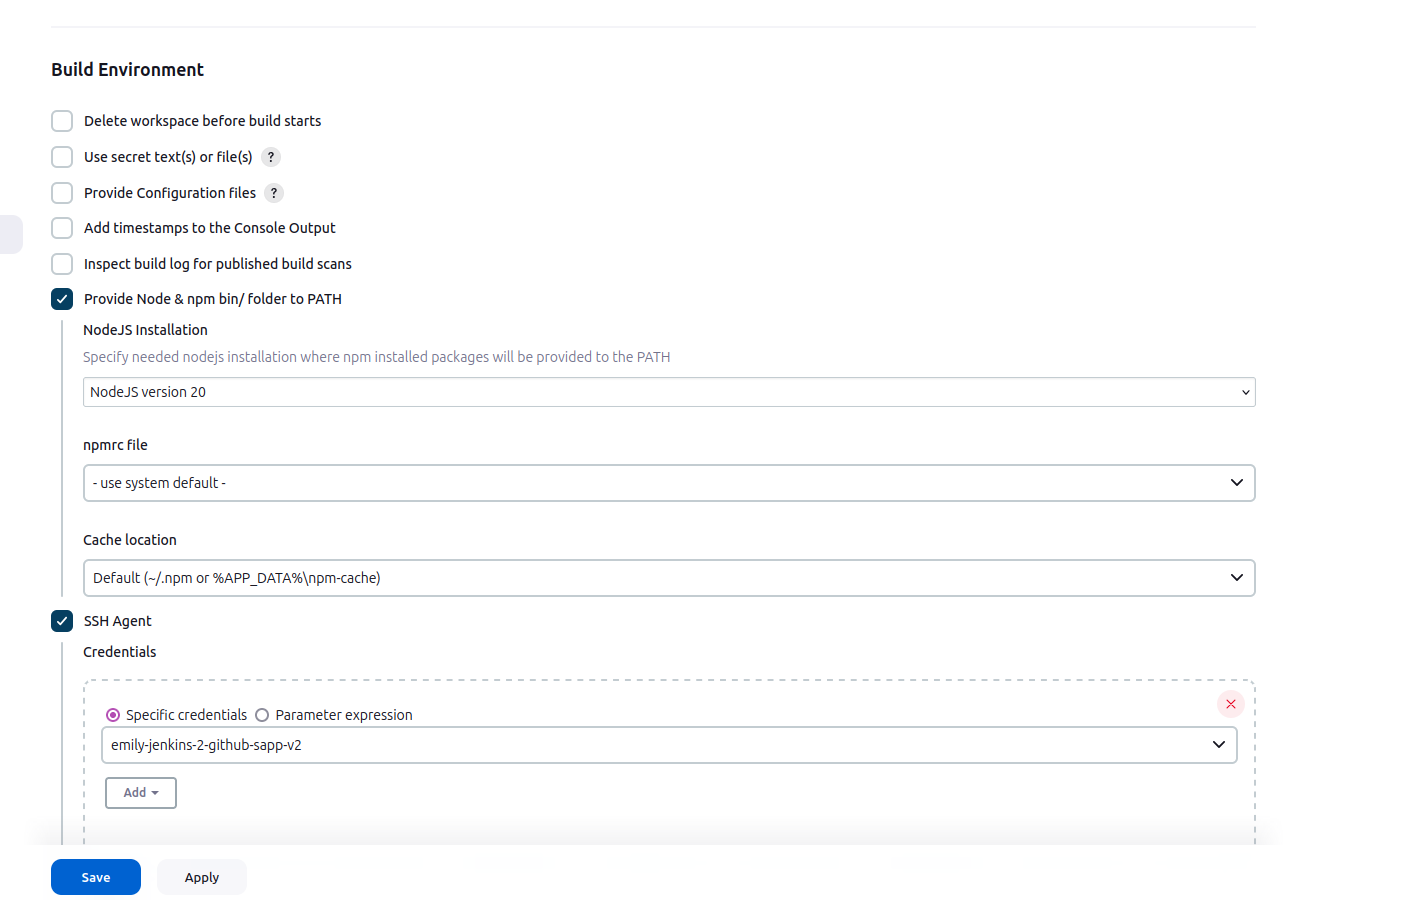 Build Environment
Delete workspace before build starts
Use secret text(s) or file(s) ?
Provide Configuration files ?
Add timestamps to the Console Output
Inspect build log for published build scans
Provide Node & npm bin/ folder to PATH
NodeJS Installation
Specify needed nodejs installation where npm installed packages will be provided to the PATH
NodeJS version 20
npmrc file
- use system default -
Cache location
Default (~/.npm or %APP_DATA%\npm-cache)
SSH Agent
Credentials
Specific credentials Parameter expression
emily-jenkins-2-github-sapp-v2
Add
Save Apply